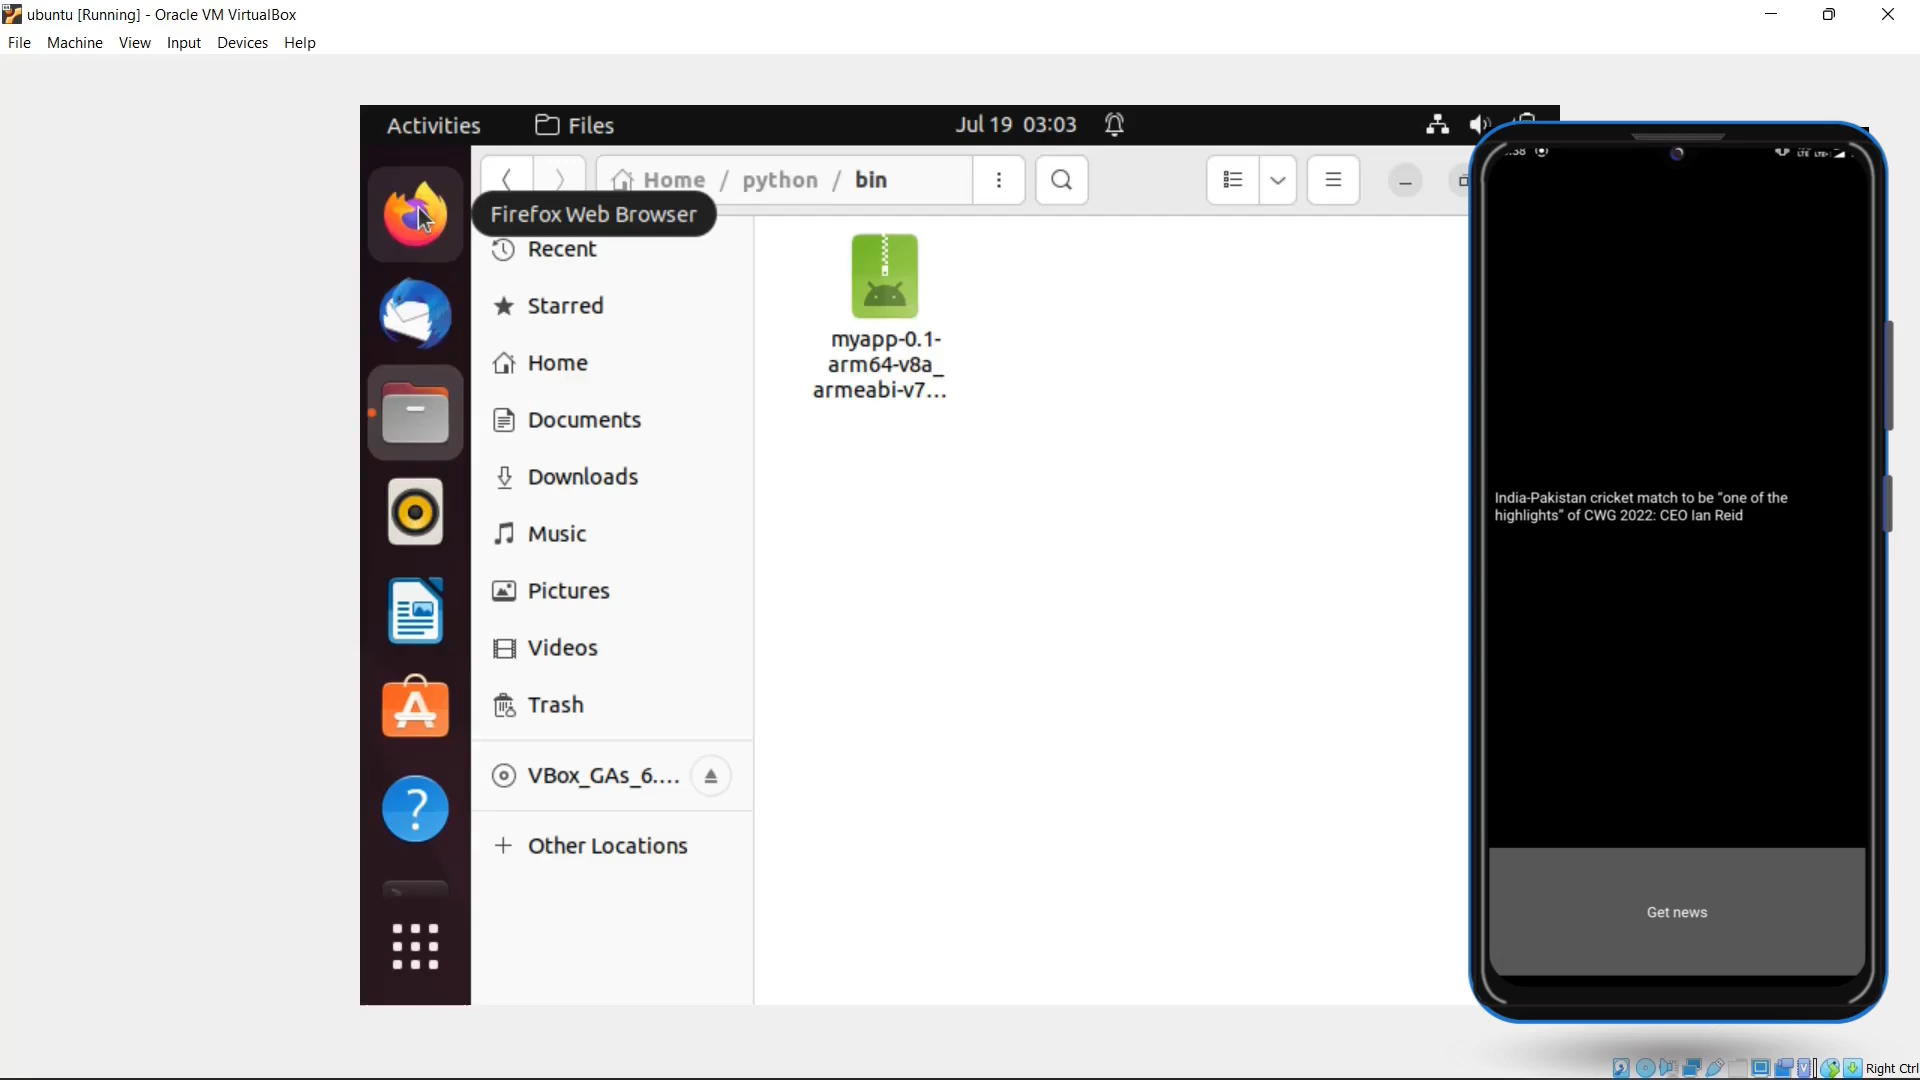 ubuntu [Running] - Oracle VM VirtualBox
File Machine View Input Devices Help
Activities Files Jul 19 03:03
Home / python / bin
Firefox Web Browser
Recent
Starred
Home
Documents
Downloads
Music
Pictures
Videos
Trash
VBox_GAs_6....
+ Other Locations
myapp-0.1-
arm64-v8a_
armeabi-v7...
India-Pakistan cricket match to be "one of the
highlights" of CWG 2022: CEO Ian Reid
Get news
Right Ctrl